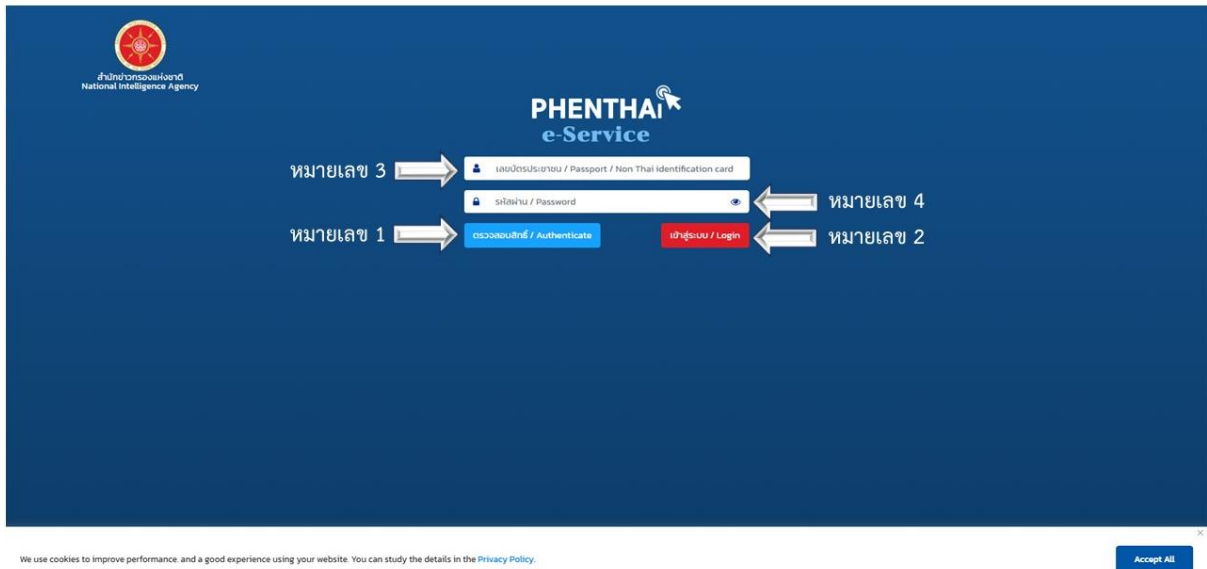 สำนักข่าวกรองแห่งชาติ
National Intelligence Agency
PHENTHAi
e-Service
หมายเลข 3
เลขบัตรประชาชน / Passport / Non Thai identification card
รหัสผ่าน / Password
หมายเลข 4
หมายเลข 1
ตรวจสอบสิทธิ์ / Authenticate
เข้าสู่ระบบ / Login
หมายเลข 2
×
We use cookies to improve performance. and a good experience using your website. You can study the details in the Privacy Policy.
Accept All